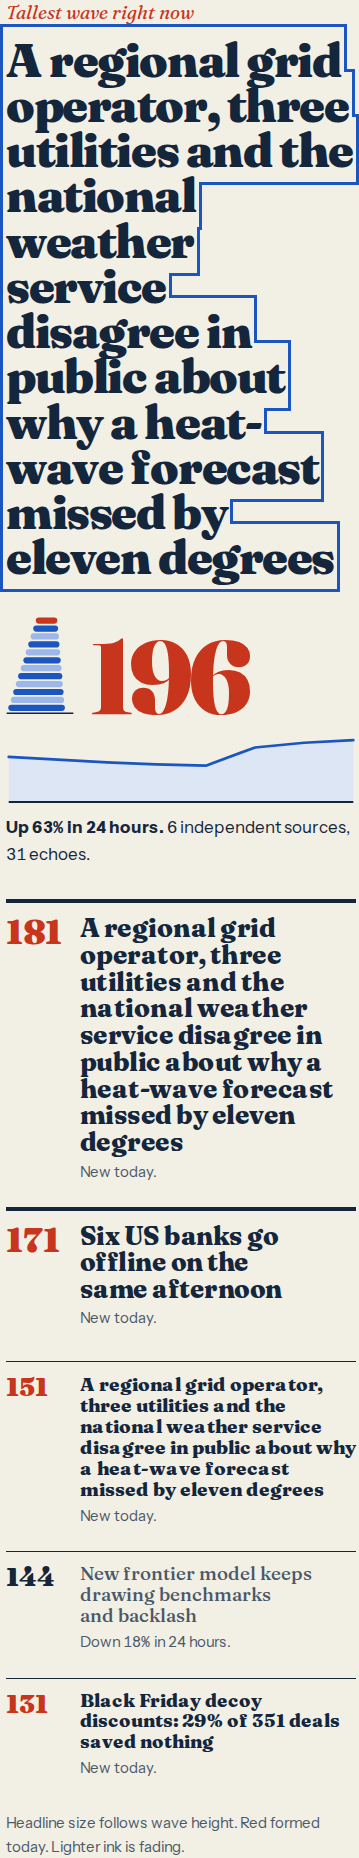 Tallest wave right now
A regional grid
operator, three
utilities and the
national
weather
service
disagree in
public about
why a heat-
wave forecast
missed by
eleven degrees
196
Up 63% in 24 hours. 6 independent sources,
31 echoes.
181
A regional grid
operator, three
utilities and the
national weather
service disagree in
public about why a
heat-wave forecast
missed by eleven
degrees
New today.
171
Six US banks go
offline on the
same afternoon
New today.
151
A regional grid operator,
three utilities and the
national weather service
disagree in public about why
a heat-wave forecast
missed by eleven degrees
New today.
144
New frontier model keeps
drawing benchmarks
and backlash
Down 18% in 24 hours.
131
Black Friday decoy
discounts: 29% of 351 deals
saved nothing
New today.
Headline size follows wave height. Red formed
today. Lighter ink is fading.